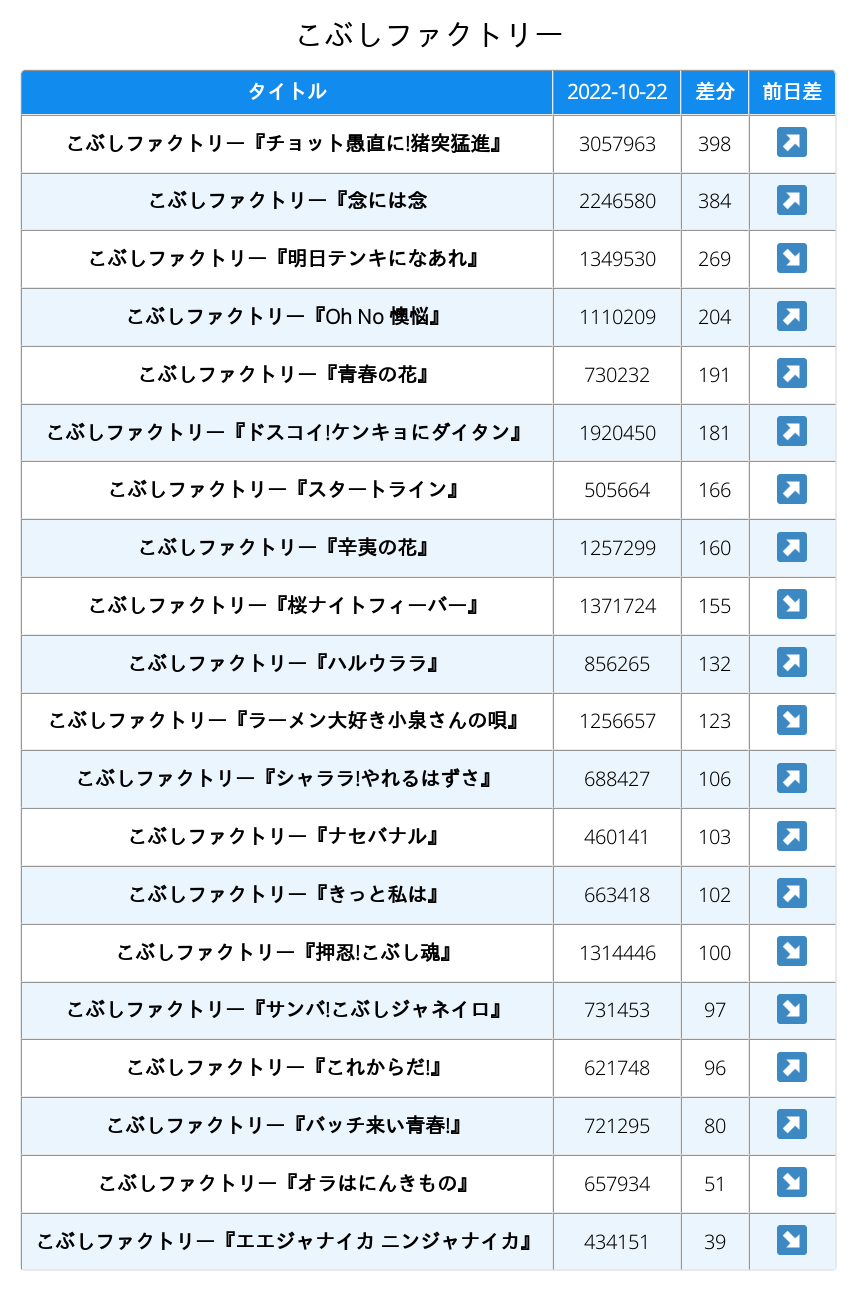 こぶしファクトリー
タイトル 2022-10-22 差分 前日差
こぶしファクトリー『チョット愚直に!猪突猛進』 3057963 398 ↗
こぶしファクトリー『念には念 2246580 384 ↗
こぶしファクトリー『明日テンキになあれ』 1349530 269 ↘
こぶしファクトリー『Oh No 懊悩』 1110209 204 ↗
こぶしファクトリー『青春の花』 730232 191 ↗
こぶしファクトリー『ドスコイ!ケンキョにダイタン』 1920450 181 ↗
こぶしファクトリー『スタートライン』 505664 166 ↗
こぶしファクトリー『辛夷の花』 1257299 160 ↗
こぶしファクトリー『桜ナイトフィーバー』 1371724 155 ↘
こぶしファクトリー『ハルウララ』 856265 132 ↗
こぶしファクトリー『ラーメン大好き小泉さんの唄』 1256657 123 ↘
こぶしファクトリー『シャララ!やれるはずさ』 688427 106 ↗
こぶしファクトリー『ナセバナル』 460141 103 ↗
こぶしファクトリー『きっと私は』 663418 102 ↗
こぶしファクトリー『押忍!こぶし魂』 1314446 100 ↘
こぶしファクトリー『サンバ!こぶしジャネイロ』 731453 97 ↘
こぶしファクトリー『これからだ!』 621748 96 ↗
こぶしファクトリー『バッチ来い青春!』 721295 80 ↗
こぶしファクトリー『オラはにんきもの』 657934 51 ↘
こぶしファクトリー『エエジャナイカ ニンジャナイカ』 434151 39 ↘